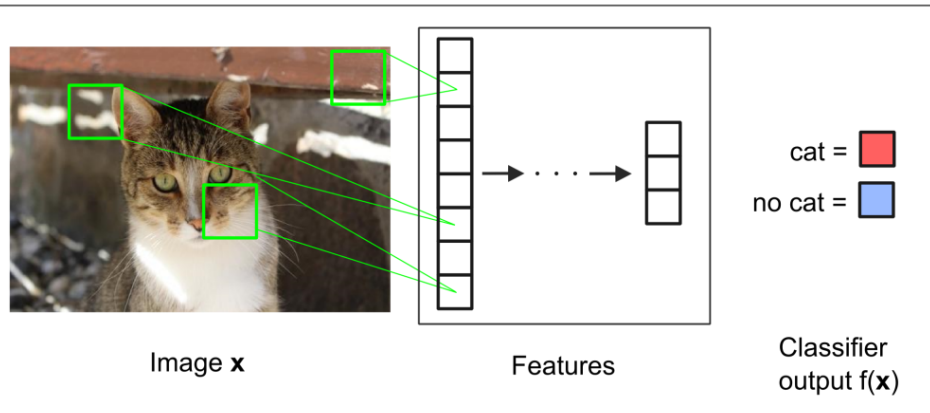 cat =
no cat =
Image x
Features
Classifier
output f(x)